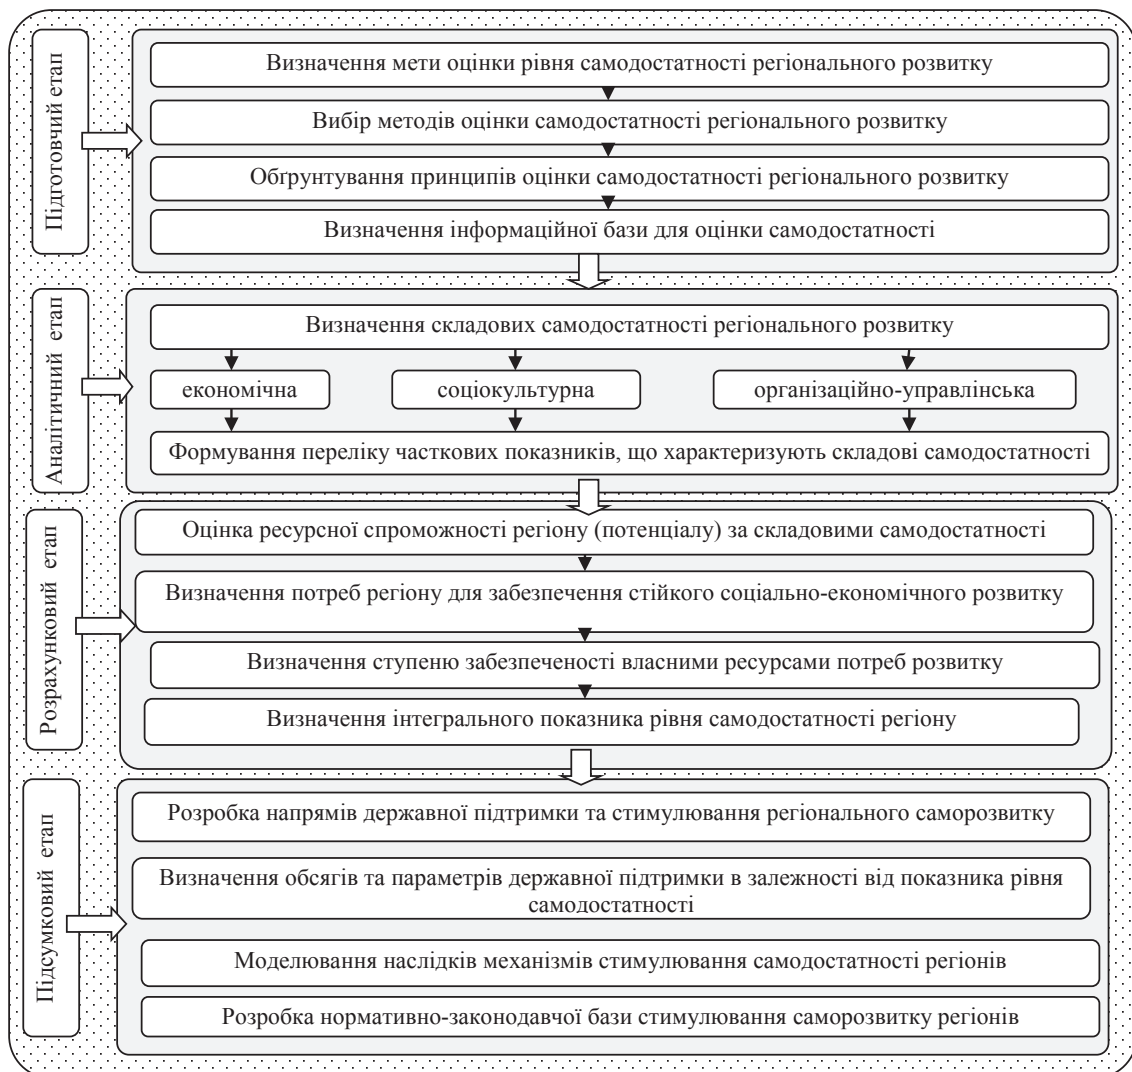 Підготовчий етап
Визначення мети оцінки рівня самодостатності регіонального розвитку
Вибір методів оцінки самодостатності регіонального розвитку
Обґрунтування принципів оцінки самодостатності регіонального розвитку
Визначення інформаційної бази для оцінки самодостатності
Аналітичний етап
Визначення складових самодостатності регіонального розвитку
економічна
соціокультурна
організаційно-управлінська
Формування переліку часткових показників, що характеризують складові самодостатності
Розрахунковий етап
Оцінка ресурсної спроможності регіону (потенціалу) за складовими самодостатності
Визначення потреб регіону для забезпечення стійкого соціально-економічного розвитку
Визначення ступеню забезпеченості власними ресурсами потреб розвитку
Визначення інтегрального показника рівня самодостатності регіону
Підсумковий етап
Розробка напрямів державної підтримки та стимулювання регіонального саморозвитку
Визначення обсягів та параметрів державної підтримки в залежності від показника рівня
самодостатності
Моделювання наслідків механізмів стимулювання самодостатності регіонів
Розробка нормативно-законодавчої бази стимулювання саморозвитку регіонів